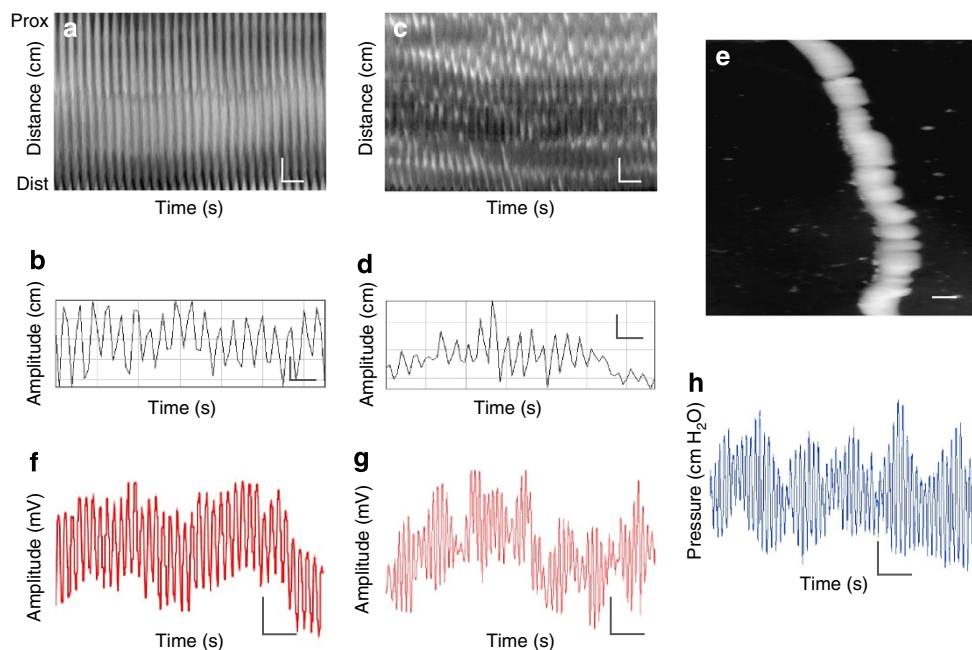 a
Prox
Distance (cm)
Dist
Time (s)
c
Distance (cm)
Time (s)
e
b
Amplitude (cm)
Time (s)
d
Amplitude (cm)
Time (s)
f
Amplitude (mV)
Time (s)
g
Amplitude (mV)
Time (s)
h
Pressure (cm H₂O)
Time (s)